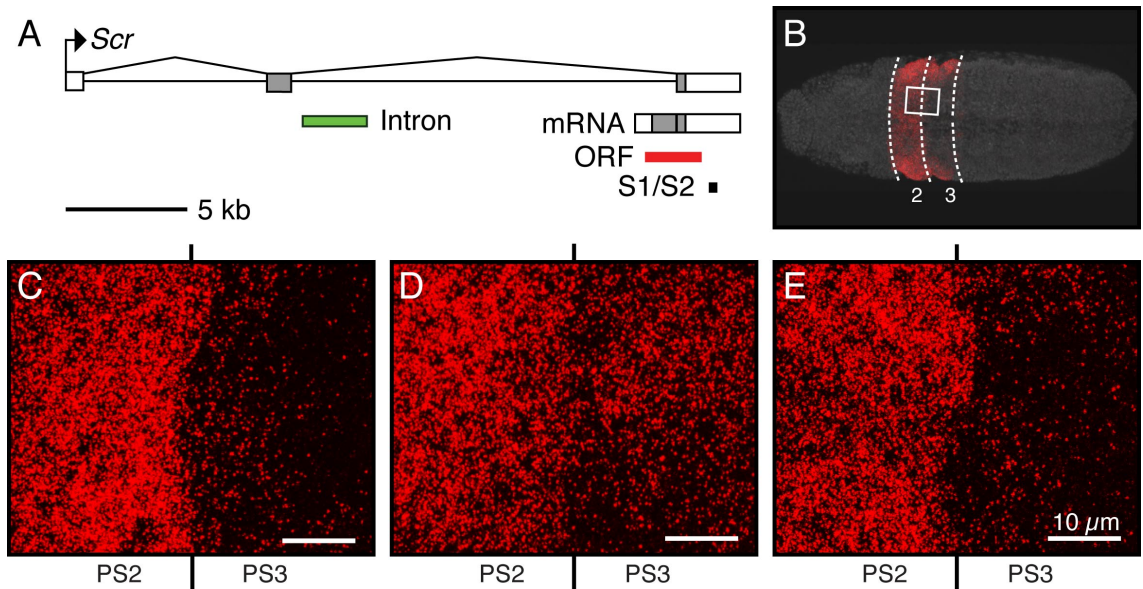 A
Scr
Intron
mRNA
ORF
S1/S2
5 kb
B
2 3
C
D
E
10 µm
PS2 PS3
PS2 PS3
PS2 PS3